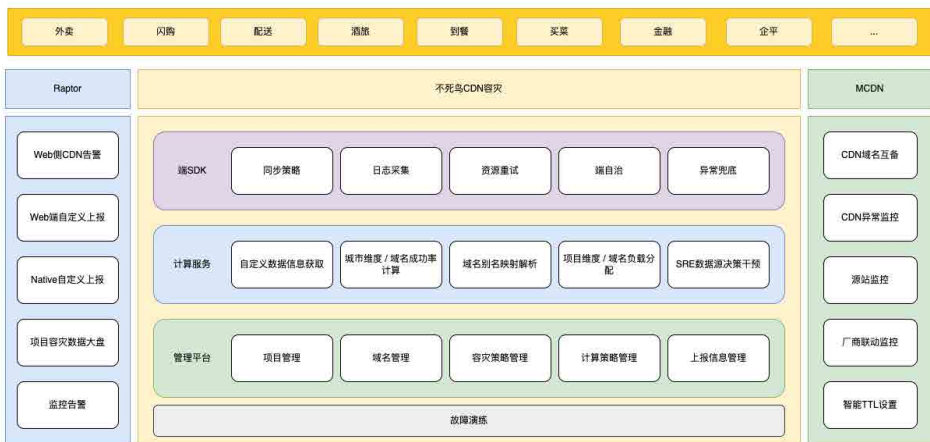 外卖
闪购
配送
酒旅
到餐
买菜
金融
企平
...
Raptor
不死鸟CDN容灾
MCDN
Web侧CDN告警
Web端自定义上报
Native自定义上报
项目容灾数据大盘
监控告警
端SDK
同步策略
日志采集
资源重试
端自治
异常兜底
计算服务
自定义数据信息获取
城市维度 / 域名成功率
计算
域名别名映射解析
项目维度 / 域名负载分
配
SRE数据源决策干预
管理平台
项目管理
域名管理
容灾策略管理
计算策略管理
上报信息管理
故障演练
CDN域名互备
CDN异常监控
源站监控
厂商联动监控
智能TTL设置